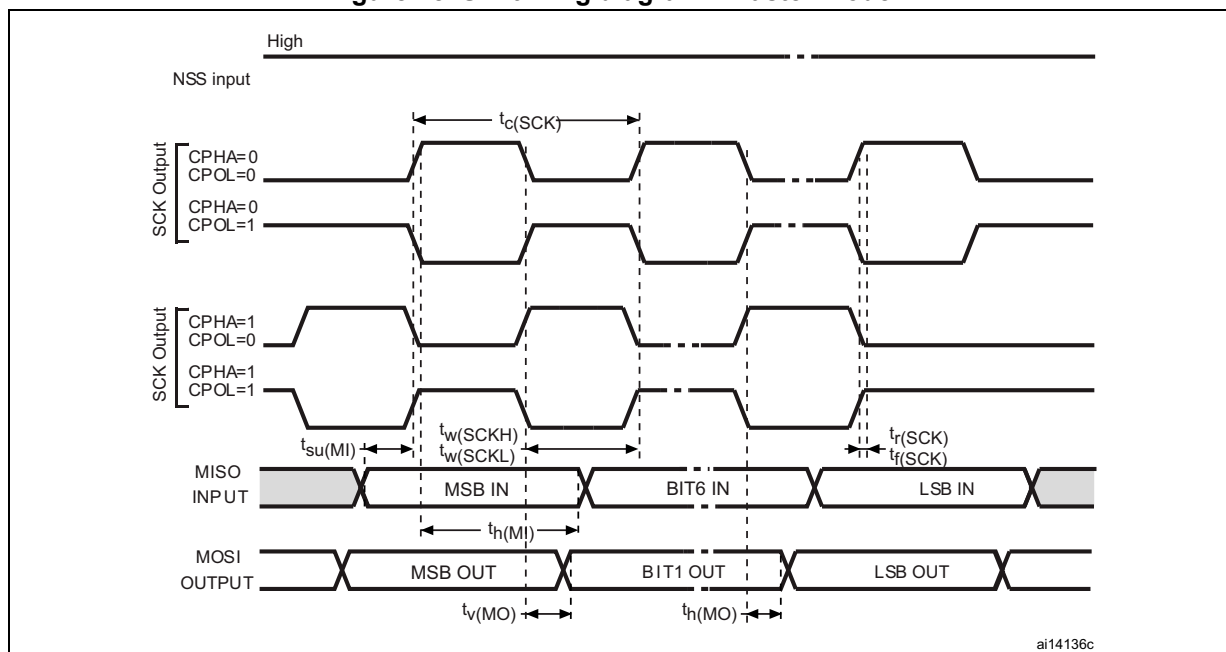 High
NSS input
tc(SCK)
SCK Output
CPHA=0
CPOL=0
CPHA=0
CPOL=1
SCK Output
CPHA=1
CPOL=0
CPHA=1
CPOL=1
tsu(MI)
tw(SCKH)
tw(SCKL)
tr(SCK)
tf(SCK)
MISO
INPUT
MSB IN
BIT6 IN
LSB IN
th(MI)
MOSI
OUTPUT
MSB OUT
BIT1 OUT
LSB OUT
tv(MO)
th(MO)
ai14136c